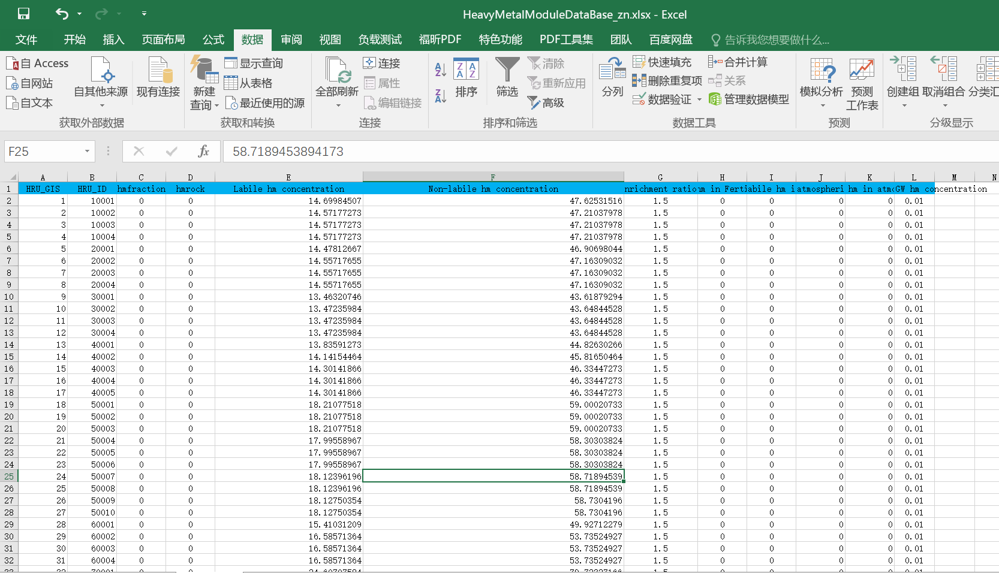 HeavyMetalModuleDataBase_zn.xlsx - Excel
文件 开始 插入 页面布局 公式 数据 审阅 视图 负载测试 福昕PDF 特色功能 PDF工具集 团队 百度网盘 告诉我您想要做什么...
自 Access 自网站 自文本 自其他来源 现有连接 获取外部数据
新建查询 显示查询 从表格 最近使用的源 获取和转换
全部刷新 连接 属性 编辑链接 连接
排序 筛选 清除 重新应用 高级 排序和筛选
分列 快速填充 删除重复项 数据验证 合并计算 关系 管理数据模型 数据工具
模拟分析 预测工作表 预测
创建组 取消组合 分类汇 分级显示
F25 fx 58.7189453894173
A B C D E F G H I J K L M N
1 HRU_GIS HRU_ID hmfraction hmrock Labile hm concentration Non-labile hm concentration nrichment ratio m in Ferti abile hm i atmospheri hm in atm GW hm concentration
2 1 10001 0 0 14.69984507 47.62531516 1.5 0 0 0 0 0.01
3 2 10002 0 0 14.57177273 47.21037978 1.5 0 0 0 0 0.01
4 3 10003 0 0 14.57177273 47.21037978 1.5 0 0 0 0 0.01
5 4 10004 0 0 14.57177273 47.21037978 1.5 0 0 0 0 0.01
6 5 20001 0 0 14.47812667 46.90698044 1.5 0 0 0 0 0.01
7 6 20002 0 0 14.55717655 47.16309032 1.5 0 0 0 0 0.01
8 7 20003 0 0 14.55717655 47.16309032 1.5 0 0 0 0 0.01
9 8 20004 0 0 14.55717655 47.16309032 1.5 0 0 0 0 0.01
10 9 30001 0 0 13.46320746 43.61879294 1.5 0 0 0 0 0.01
11 10 30002 0 0 13.47235984 43.64844528 1.5 0 0 0 0 0.01
12 11 30003 0 0 13.47235984 43.64844528 1.5 0 0 0 0 0.01
13 12 30004 0 0 13.47235984 43.64844528 1.5 0 0 0 0 0.01
14 13 40001 0 0 13.83591273 44.82630266 1.5 0 0 0 0 0.01
15 14 40002 0 0 14.14154464 45.81650464 1.5 0 0 0 0 0.01
16 15 40003 0 0 14.30141866 46.33447273 1.5 0 0 0 0 0.01
17 16 40004 0 0 14.30141866 46.33447273 1.5 0 0 0 0 0.01
18 17 40005 0 0 14.30141866 46.33447273 1.5 0 0 0 0 0.01
19 18 50001 0 0 18.21077518 59.00020733 1.5 0 0 0 0 0.01
20 19 50002 0 0 18.21077518 59.00020733 1.5 0 0 0 0 0.01
21 20 50003 0 0 18.21077518 59.00020733 1.5 0 0 0 0 0.01
22 21 50004 0 0 17.99558967 58.30303824 1.5 0 0 0 0 0.01
23 22 50005 0 0 17.99558967 58.30303824 1.5 0 0 0 0 0.01
24 23 50006 0 0 17.99558967 58.30303824 1.5 0 0 0 0 0.01
25 24 50007 0 0 18.12396196 58.71894539 1.5 0 0 0 0 0.01
26 25 50008 0 0 18.12396196 58.71894539 1.5 0 0 0 0 0.01
27 26 50009 0 0 18.12750354 58.7304196 1.5 0 0 0 0 0.01
28 27 50010 0 0 18.12750354 58.7304196 1.5 0 0 0 0 0.01
29 28 60001 0 0 15.41031209 49.92712279 1.5 0 0 0 0 0.01
30 29 60002 0 0 16.58571364 53.73524927 1.5 0 0 0 0 0.01
31 30 60003 0 0 16.58571364 53.73524927 1.5 0 0 0 0 0.01
32 31 60004 0 0 16.58571364 53.73524927 1.5 0 0 0 0 0.01